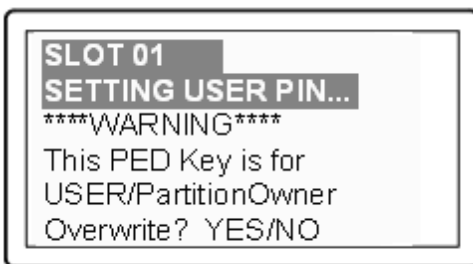 SLOT 01
SETTING USER PIN...
****WARNING****
This PED Key is for
USER/PartitionOwner
Overwrite? YES/NO